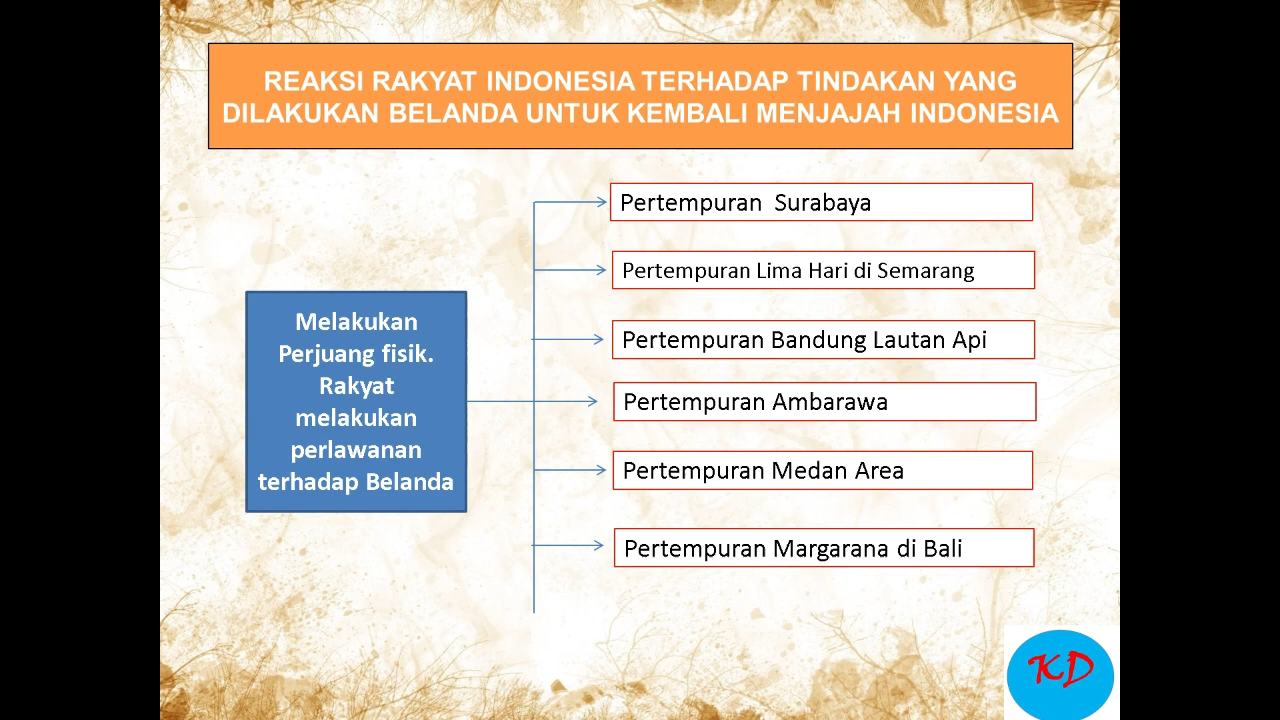 REAKSI RAKYAT INDONESIA TERHADAP TINDAKAN YANG
DILAKUKAN BELANDA UNTUK KEMBALI MENJAJAH INDONESIA
Melakukan
Perjuang fisik.
Rakyat
melakukan
perlawanan
terhadap Belanda
Pertempuran  Surabaya
Pertempuran Lima Hari di Semarang
Pertempuran Bandung Lautan Api
Pertempuran Ambarawa
Pertempuran Medan Area
Pertempuran Margarana di Bali
KD